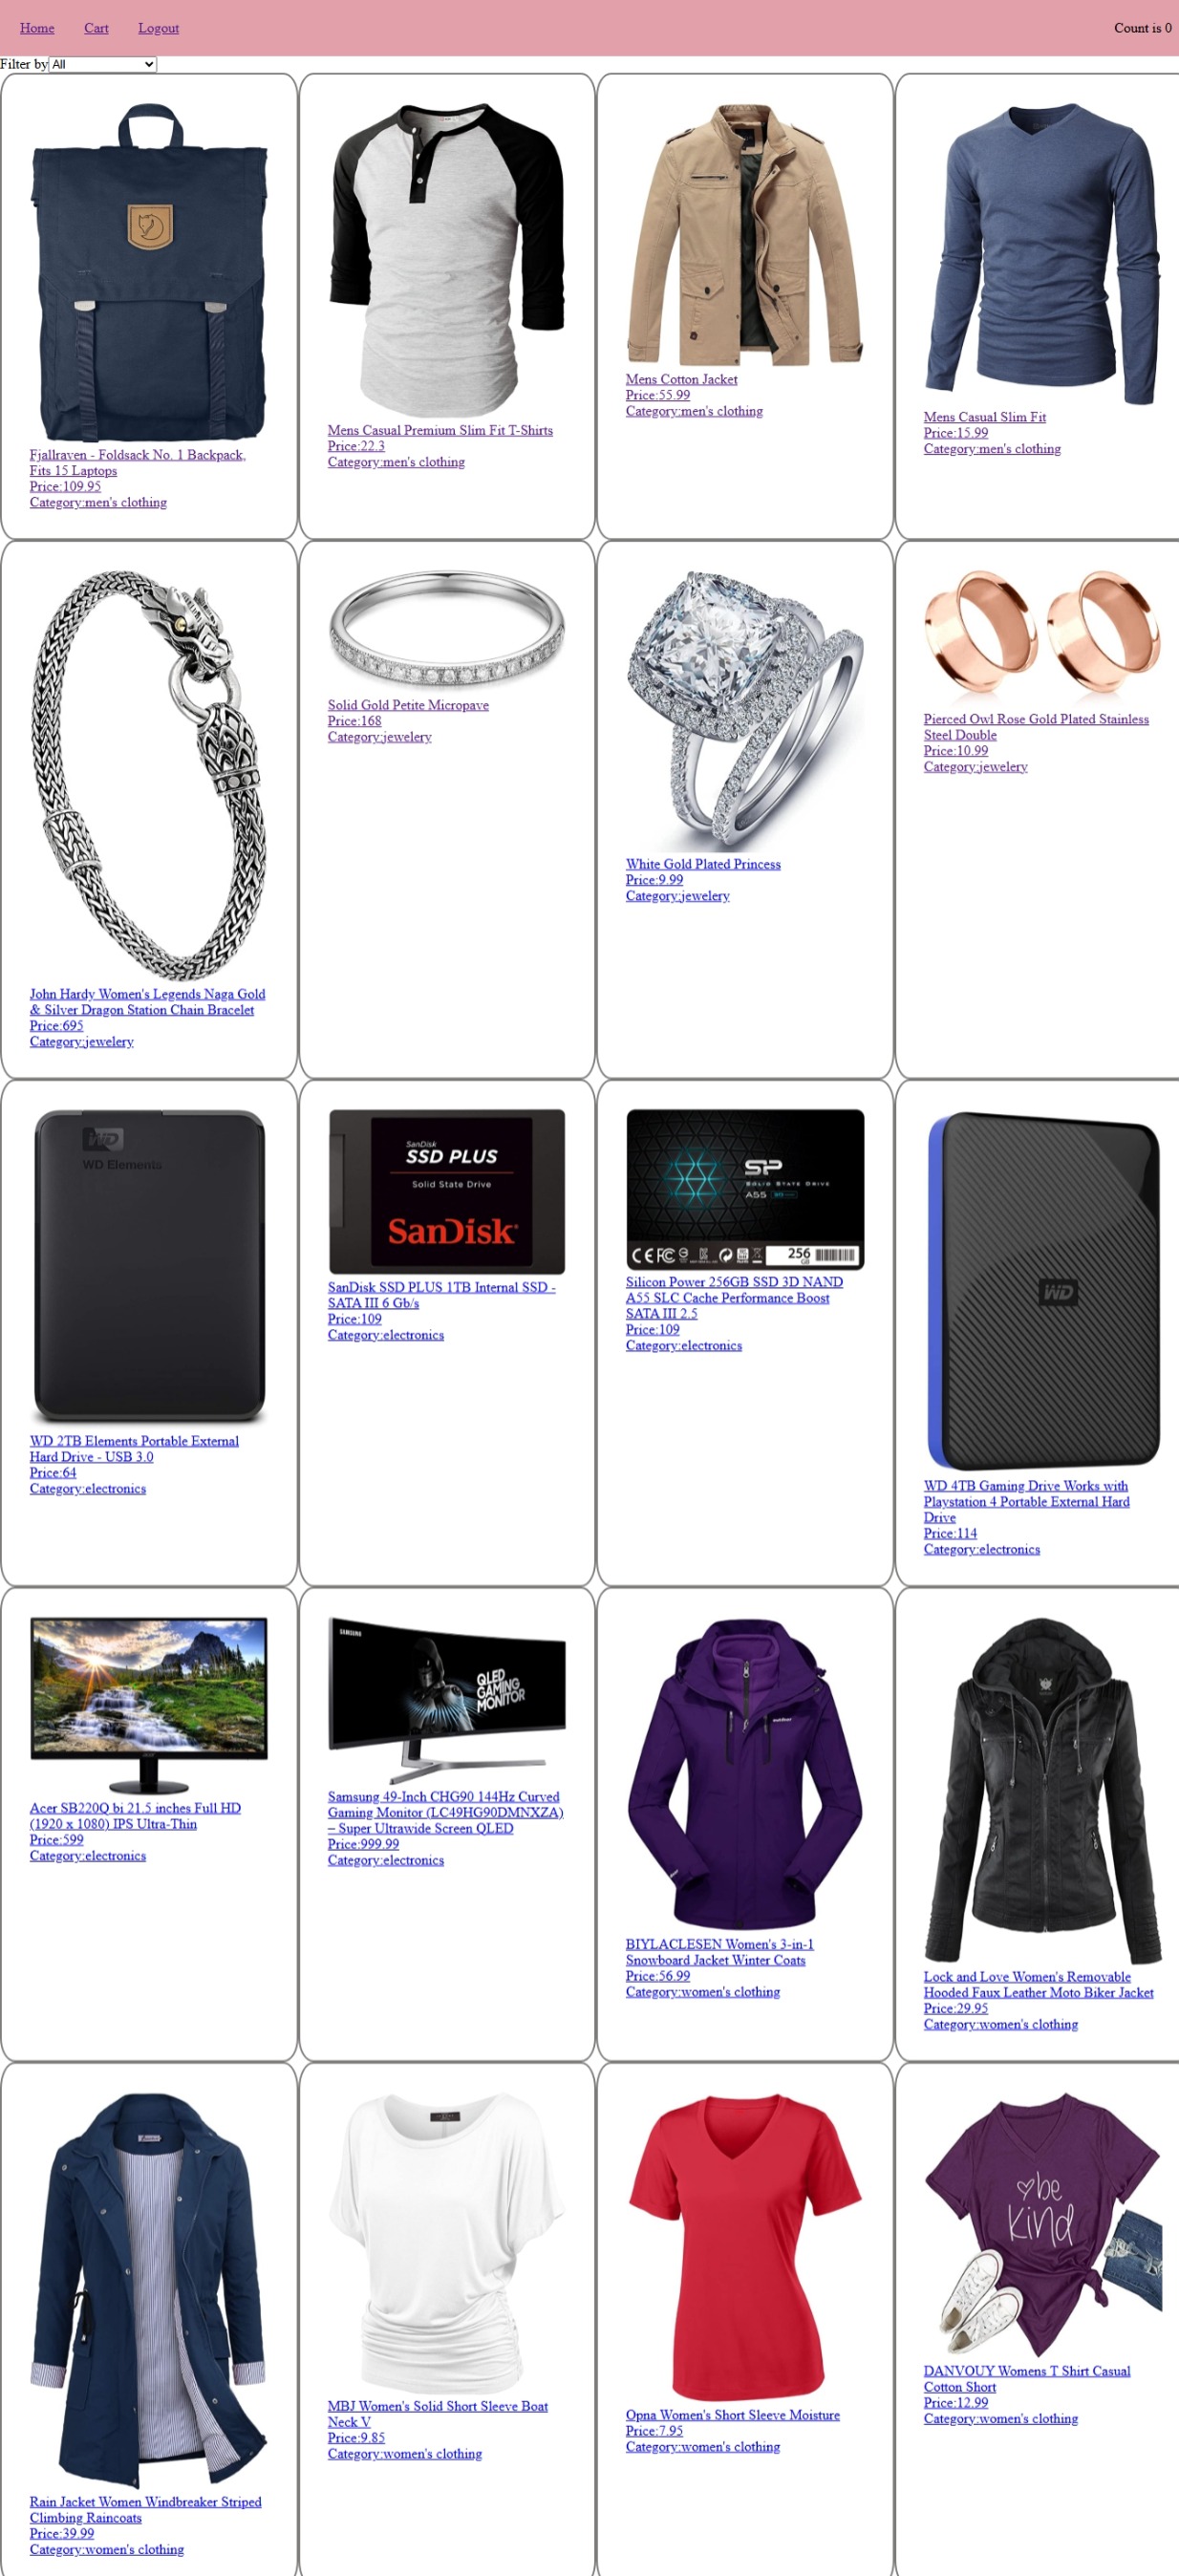 Home Cart Logout Count is 0
Filter by All
Fjallraven - Foldsack No. 1 Backpack,
Fits 15 Laptops
Price:109.95
Category:men's clothing
Mens Casual Premium Slim Fit T-Shirts
Price:22.3
Category:men's clothing
Mens Cotton Jacket
Price:55.99
Category:men's clothing
Mens Casual Slim Fit
Price:15.99
Category:men's clothing
John Hardy Women's Legends Naga Gold
& Silver Dragon Station Chain Bracelet
Price:695
Category:jewelery
Solid Gold Petite Micropave
Price:168
Category:jewelery
White Gold Plated Princess
Price:9.99
Category:jewelery
Pierced Owl Rose Gold Plated Stainless
Steel Double
Price:10.99
Category:jewelery
WD
WD Elements
WD 2TB Elements Portable External
Hard Drive - USB 3.0
Price:64
Category:electronics
SanDisk
SSD PLUS
Solid State Drive
SanDisk
SanDisk SSD PLUS 1TB Internal SSD -
SATA III 6 Gb/s
Price:109
Category:electronics
SP
SOLID STATE DRIVE
A55
256
GB
Silicon Power 256GB SSD 3D NAND
A55 SLC Cache Performance Boost
SATA III 2.5
Price:109
Category:electronics
WD
WD 4TB Gaming Drive Works with
Playstation 4 Portable External Hard
Drive
Price:114
Category:electronics
acer
Acer SB220Q bi 21.5 inches Full HD
(1920 x 1080) IPS Ultra-Thin
Price:599
Category:electronics
SAMSUNG
QLED
GAMING
MONITOR
Samsung 49-Inch CHG90 144Hz Curved
Gaming Monitor (LC49HG90DMNXZA)
– Super Ultrawide Screen QLED
Price:999.99
Category:electronics
BIYLACLESEN Women's 3-in-1
Snowboard Jacket Winter Coats
Price:56.99
Category:women's clothing
Lock and Love Women's Removable
Hooded Faux Leather Moto Biker Jacket
Price:29.95
Category:women's clothing
Rain Jacket Women Windbreaker Striped
Climbing Raincoats
Price:39.99
Category:women's clothing
MBJ Women's Solid Short Sleeve Boat
Neck V
Price:9.85
Category:women's clothing
Opna Women's Short Sleeve Moisture
Price:7.95
Category:women's clothing
be
kind
DANVOUY Womens T Shirt Casual
Cotton Short
Price:12.99
Category:women's clothing